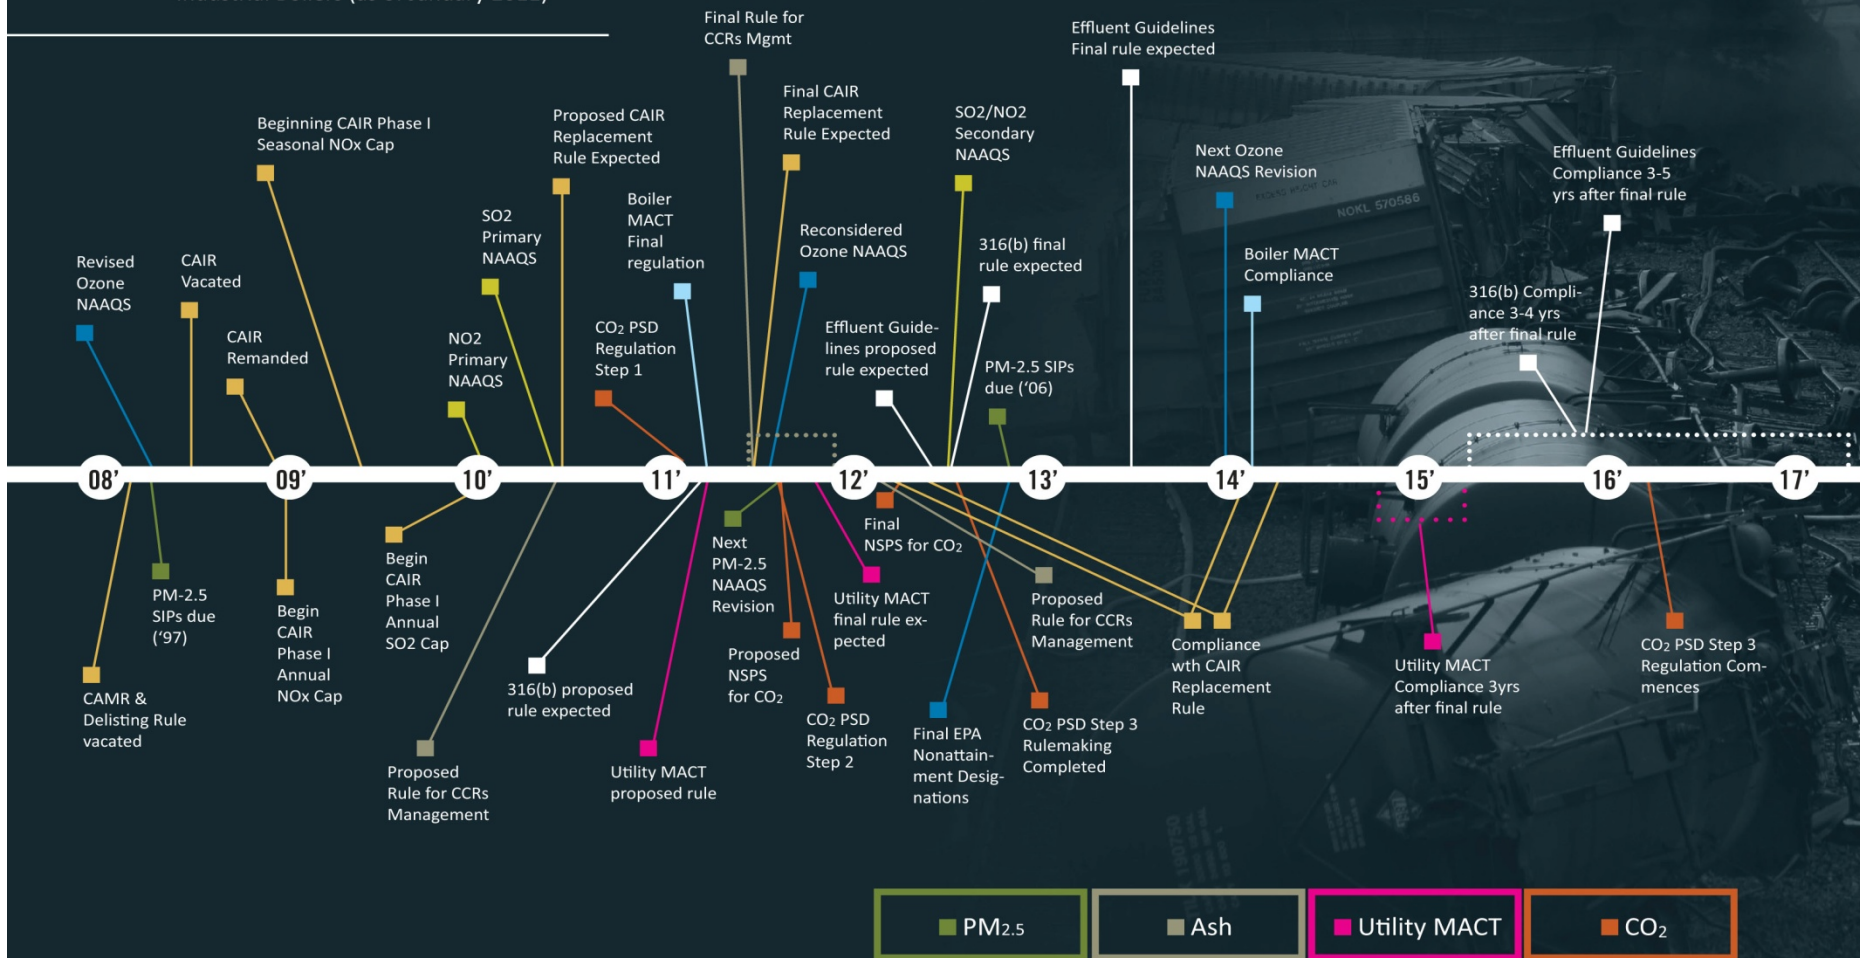 Final Rule for
CCRs Mgmt
Effluent Guidelines
Final rule expected
Beginning CAIR Phase I
Seasonal NOx Cap
Proposed CAIR
Replacement
Rule Expected
Final CAIR
Replacement
Rule Expected
SO2/NO2
Secondary
NAAQS
Next Ozone
NAAQS Revision
Effluent Guidelines
Compliance 3-5
yrs after final rule
NOKL 570586
Revised
Ozone
NAAQS
CAIR
Vacated
SO2
Primary
NAAQS
Boiler
MACT
Final
regulation
Reconsidered
Ozone NAAQS
316(b) final
rule expected
Boiler MACT
Compliance
316(b) Compli-
ance 3-4 yrs
after final rule
CAIR
Remanded
NO2
Primary
NAAQS
CO2 PSD
Regulation
Step 1
Effluent Guide-
lines proposed
rule expected
PM-2.5 SIPs
due (‘06)
08’ 09’ 10’ 11’ 12’ 13’ 14’ 15’ 16’ 17’
PM-2.5
SIPs due
(‘97)
CAMR &
Delisting Rule
vacated
Begin
CAIR
Phase I
Annual
NOx Cap
Begin
CAIR
Phase I
Annual
SO2 Cap
Proposed
Rule for CCRs
Management
316(b) proposed
rule expected
Utility MACT
proposed rule
Next
PM-2.5
NAAQS
Revision
Proposed
NSPS
for CO2
CO2 PSD
Regulation
Step 2
Utility MACT
final rule ex-
pected
Final
NSPS for CO2
Final EPA
Nonattain-
ment Desig-
nations
CO2 PSD Step 3
Rulemaking
Completed
Proposed
Rule for CCRs
Management
Compliance
wth CAIR
Replacement
Rule
Utility MACT
Compliance 3yrs
after final rule
CO2 PSD Step 3
Regulation Com-
mences
PM2.5
Ash
Utility MACT
CO2